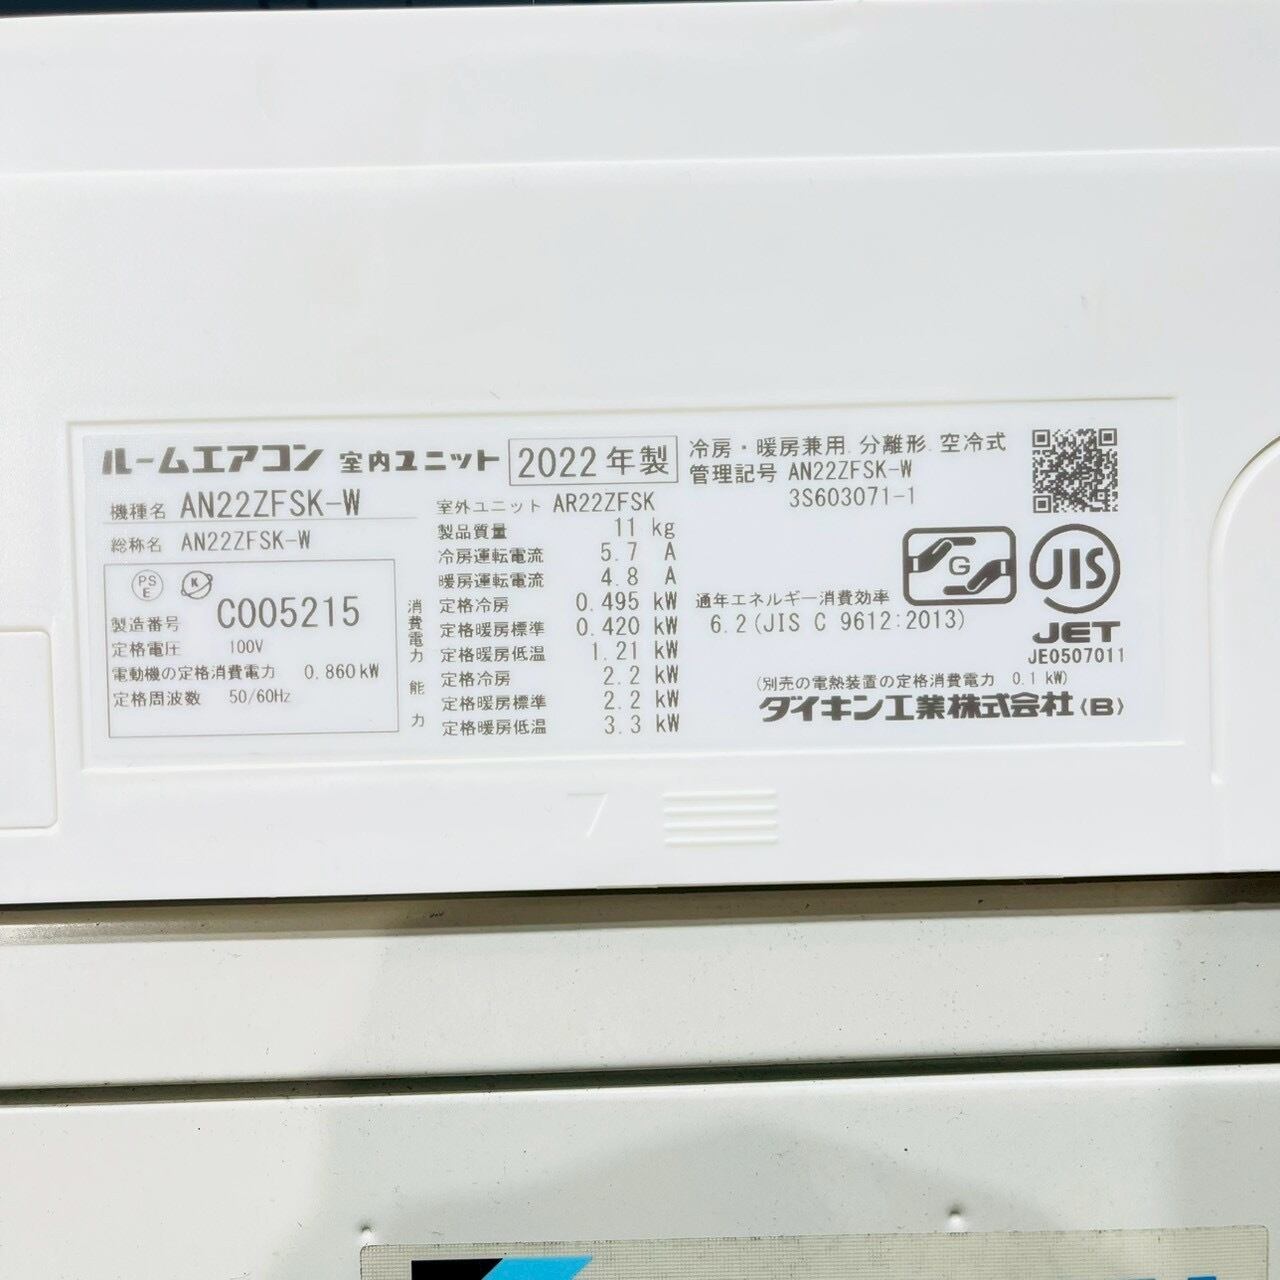 ルームエアコン 室内ユニット 2022年製
機種名 AN22ZFSK-W
総称名 AN22ZFSK-W
PS E
K
製造番号 C005215
定格電圧 100V
電動機の定格消費電力 0.860kW
定格周波数 50/60Hz
室外ユニット AR22ZFSK
製品質量 11 kg
冷房運転電流 5.7 A
暖房運転電流 4.8 A
消費電力
定格冷房 0.495 kW
定格暖房標準 0.420 kW
定格暖房低温 1.21 kW
能力
定格冷房 2.2 kW
定格暖房標準 2.2 kW
定格暖房低温 3.3 kW
冷房・暖房兼用.分離形.空冷式
管理記号 AN22ZFSK-W
3S603071-1
G
JIS
JET
JE0507011
通年エネルギー消費効率
6.2(JIS C 9612:2013)
(別売の電熱装置の定格消費電力 0.1 kW)
ダイキン工業株式会社(B)
7